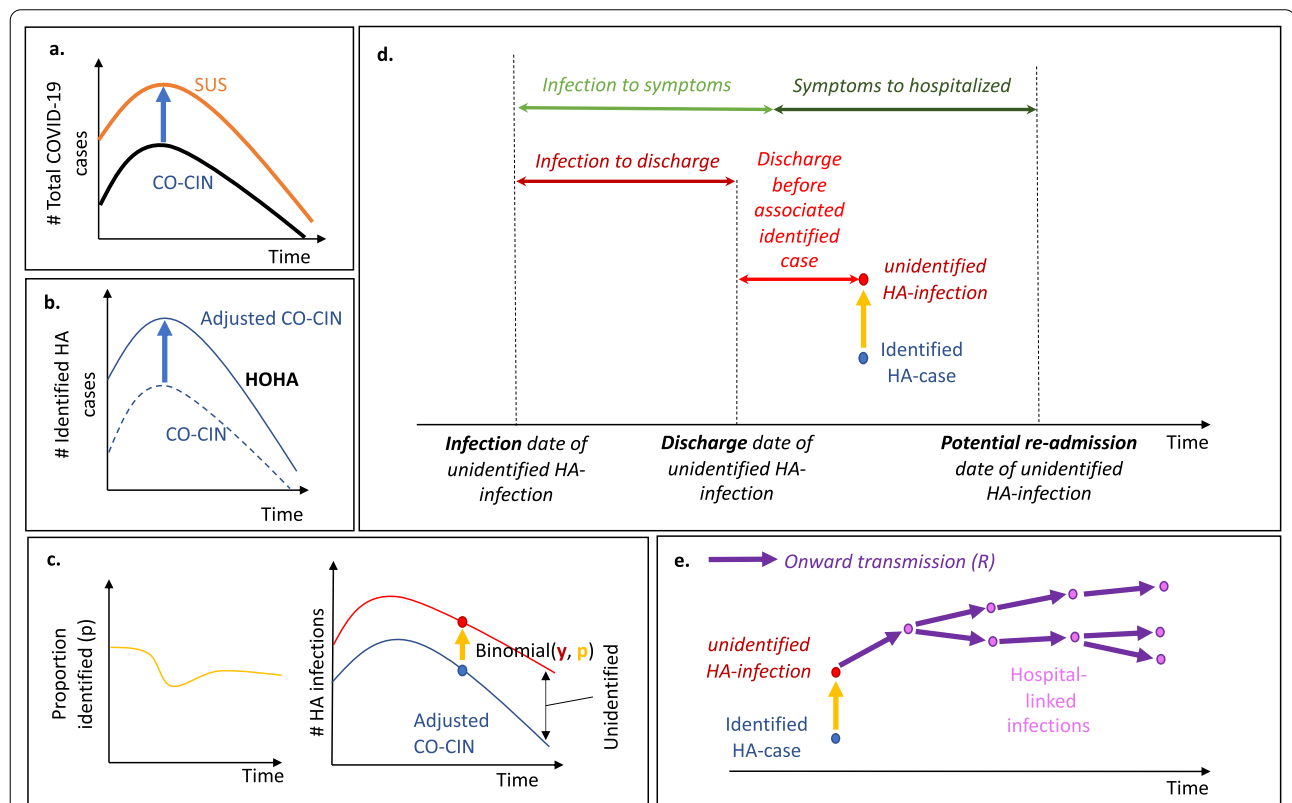 a.
# Total COVID-19
cases
SUS
CO-CIN
Time
b.
# Identified HA
cases
Adjusted CO-CIN
HOHA
CO-CIN
Time
c.
Proportion
identified (p)
Time
# HA infections
Binomial(y, p)
Adjusted
CO-CIN
Unidentified
Time
d.
Infection to symptoms
Symptoms to hospitalized
Infection to discharge
Discharge
before
associated
identified
case
unidentified
HA-infection
Identified
HA-case
Infection date of
unidentified HA-
infection
Discharge date of
unidentified HA-
infection
Potential re-admission
date of unidentified
HA-infection
Time
e.
Onward transmission (R)
unidentified
HA-infection
Identified
HA-case
Hospital-
linked
infections
Time